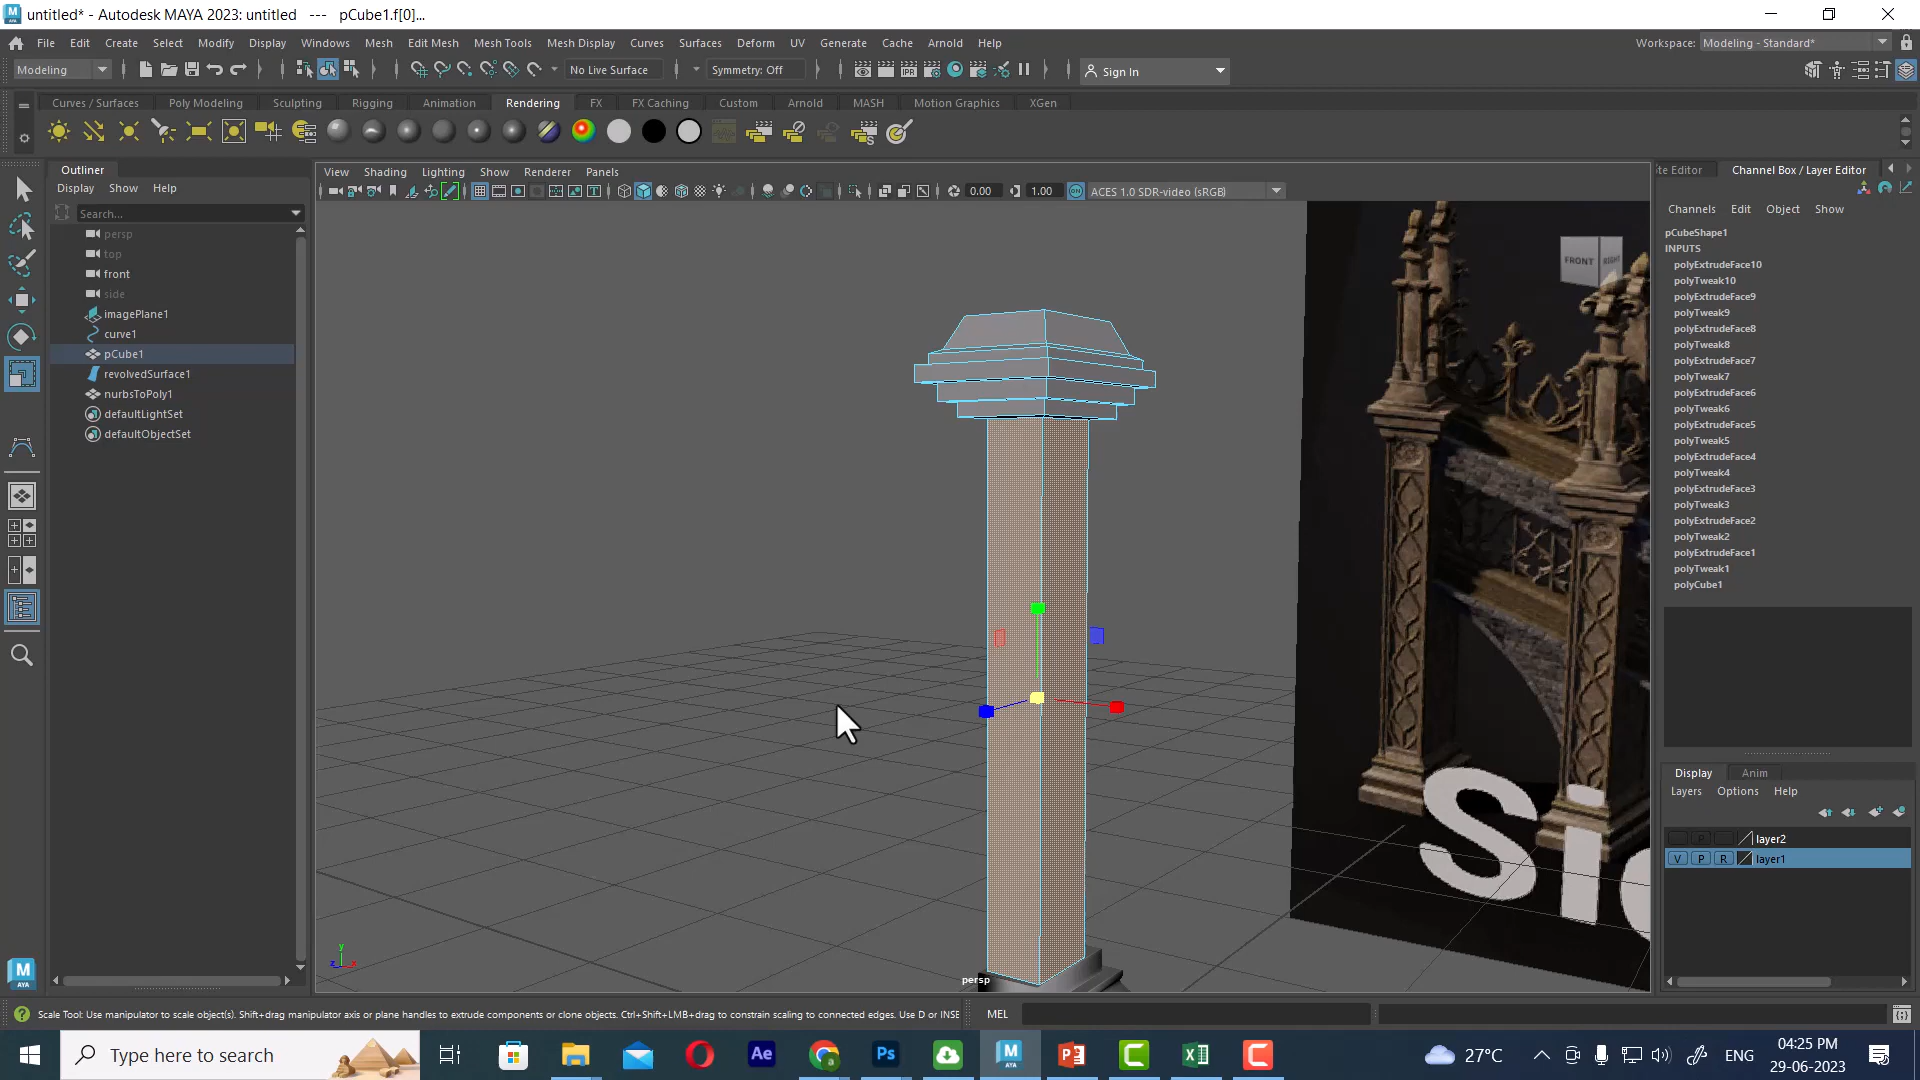 untitled* - Autodesk MAYA 2023: untitled   ---   pCube1.f[0]...
File Edit Create Select Modify Display Windows Mesh Edit Mesh Mesh Tools Mesh Display Curves Surfaces Deform UV Generate Cache Arnold Help
Workspace: Modeling - Standard*
Modeling
No Live Surface
Symmetry: Off
Sign In
Curves / Surfaces Poly Modeling Sculpting Rigging Animation Rendering FX FX Caching Custom Arnold MASH Motion Graphics XGen
Outliner
Display Show Help
Search...
persp
top
front
side
imagePlane1
curve1
pCube1
revolvedSurface1
nurbsToPoly1
defaultLightSet
defaultObjectSet
View Shading Lighting Show Renderer Panels
0.00 1.00 ACES 1.0 SDR-video (sRGB)
FRONT RIGHT
persp
Channel Box / Layer Editor
Channels Edit Object Show
pCubeShape1
INPUTS
polyExtrudeFace10
polyTweak10
polyExtrudeFace9
polyTweak9
polyExtrudeFace8
polyTweak8
polyExtrudeFace7
polyTweak7
polyExtrudeFace6
polyTweak6
polyExtrudeFace5
polyTweak5
polyExtrudeFace4
polyTweak4
polyExtrudeFace3
polyTweak3
polyExtrudeFace2
polyTweak2
polyExtrudeFace1
polyTweak1
polyCube1
Display Anim
Layers Options Help
P layer2
V P R layer1
Scale Tool: Use manipulator to scale object(s). Shift+drag manipulator axis or plane handles to extrude components or clone objects. Ctrl+Shift+LMB+drag to constrain scaling to connected edges. Use D or INSE
MEL
Type here to search
27°C
ENG
04:25 PM
29-06-2023